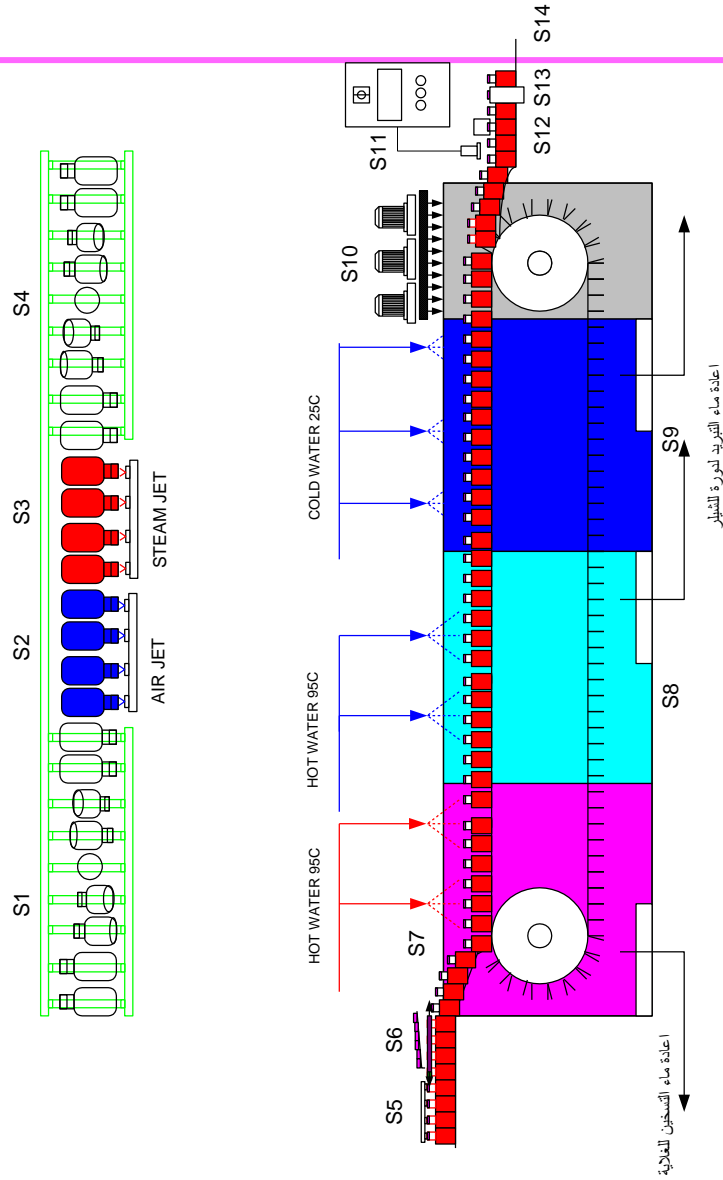 S1
S2
S3
S4
AIR JET
STEAM JET
HOT WATER 95C
HOT WATER 95C
COLD WATER 25C
S5
S6
S7
S8
S9
S10
S11
S12
S13
S14
اعادة ماء التسخين للغلاية
اعادة ماء التبريد لدورة للشيلر